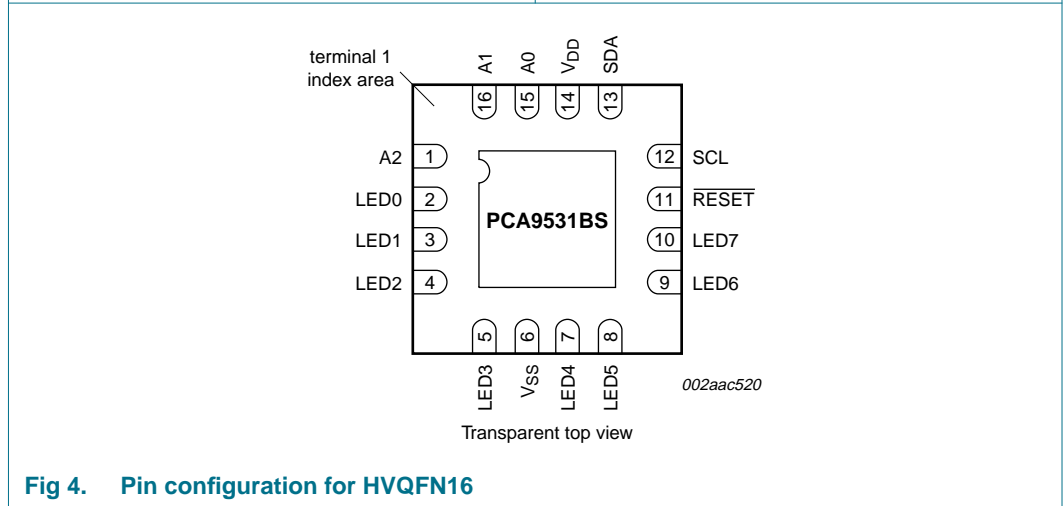 terminal 1
index area
A1
A0
VDD
SDA
16
15
14
13
A2 1
12 SCL
LED0 2
11 RESET
LED1 3
10 LED7
LED2 4
9 LED6
PCA9531BS
5
6
7
8
LED3
VSS
LED4
LED5
002aac520
Transparent top view
Fig 4. Pin configuration for HVQFN16